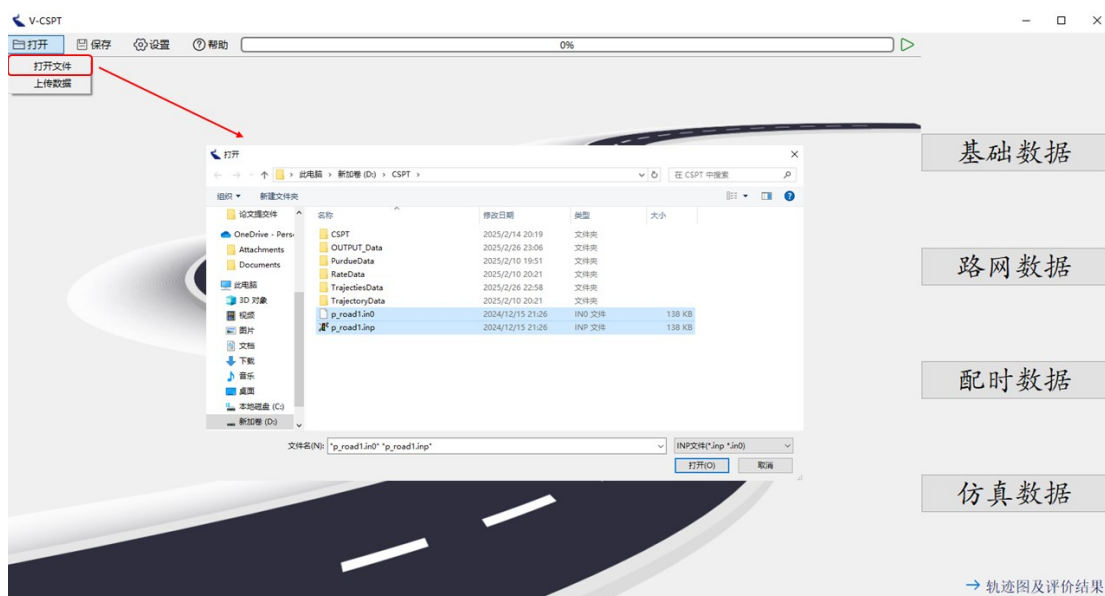 V-CSPT
打开 保存 设置 帮助 0%
打开文件
上传数据
基础数据
路网数据
配时数据
仿真数据
轨迹图及评价结果
打开
此电脑 › 新加卷 (D:) › CSPT ›
在 CSPT 中搜索
组织 新建文件夹
名称 修改日期 类型 大小
论文提交件
OneDrive - Pers
Attachments
Documents
此电脑
3D 对象
视频
图片
文档
下载
音乐
桌面
本地磁盘 (C:)
新加卷 (D:)
CSPT 2025/2/14 20:19 文件夹
OUTPUT_Data 2025/2/26 23:06 文件夹
PurdueData 2025/2/10 19:51 文件夹
RateData 2025/2/10 20:21 文件夹
TrajectiesData 2025/2/26 22:58 文件夹
TrajectoryData 2025/2/10 20:21 文件夹
p_road1.in0 2024/12/15 21:26 IN0 文件 138 KB
p_road1.inp 2024/12/15 21:26 INP 文件 138 KB
文件名(N): "p_road1.in0" "p_road1.inp"
INP文件(*.inp *.in0)
打开(O) 取消